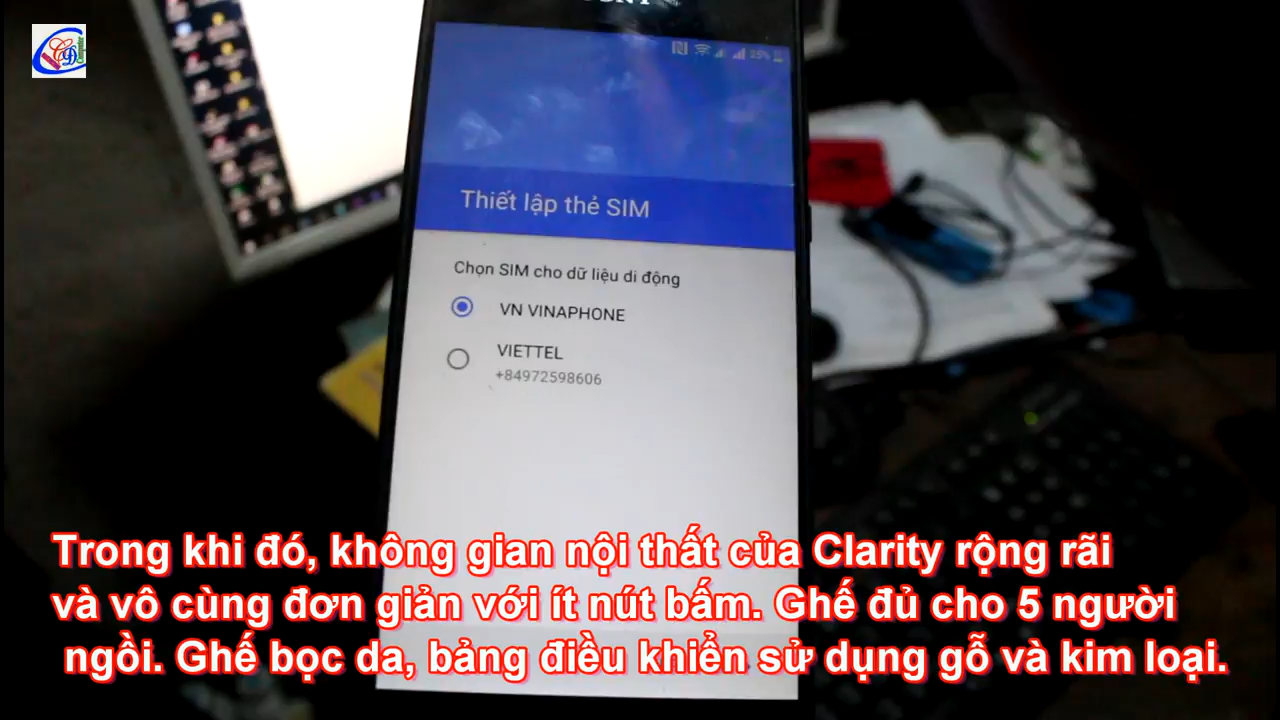 Computer
25%
Thiết lập thẻ SIM
Chọn SIM cho dữ liệu di động
VN VINAPHONE
VIETTEL
+84972598606
Trong khi đó, không gian nội thất của Clarity rộng rãi
và vô cùng đơn giản với ít nút bấm. Ghế đủ cho 5 người
ngồi. Ghế bọc da, bảng điều khiển sử dụng gỗ và kim loại.